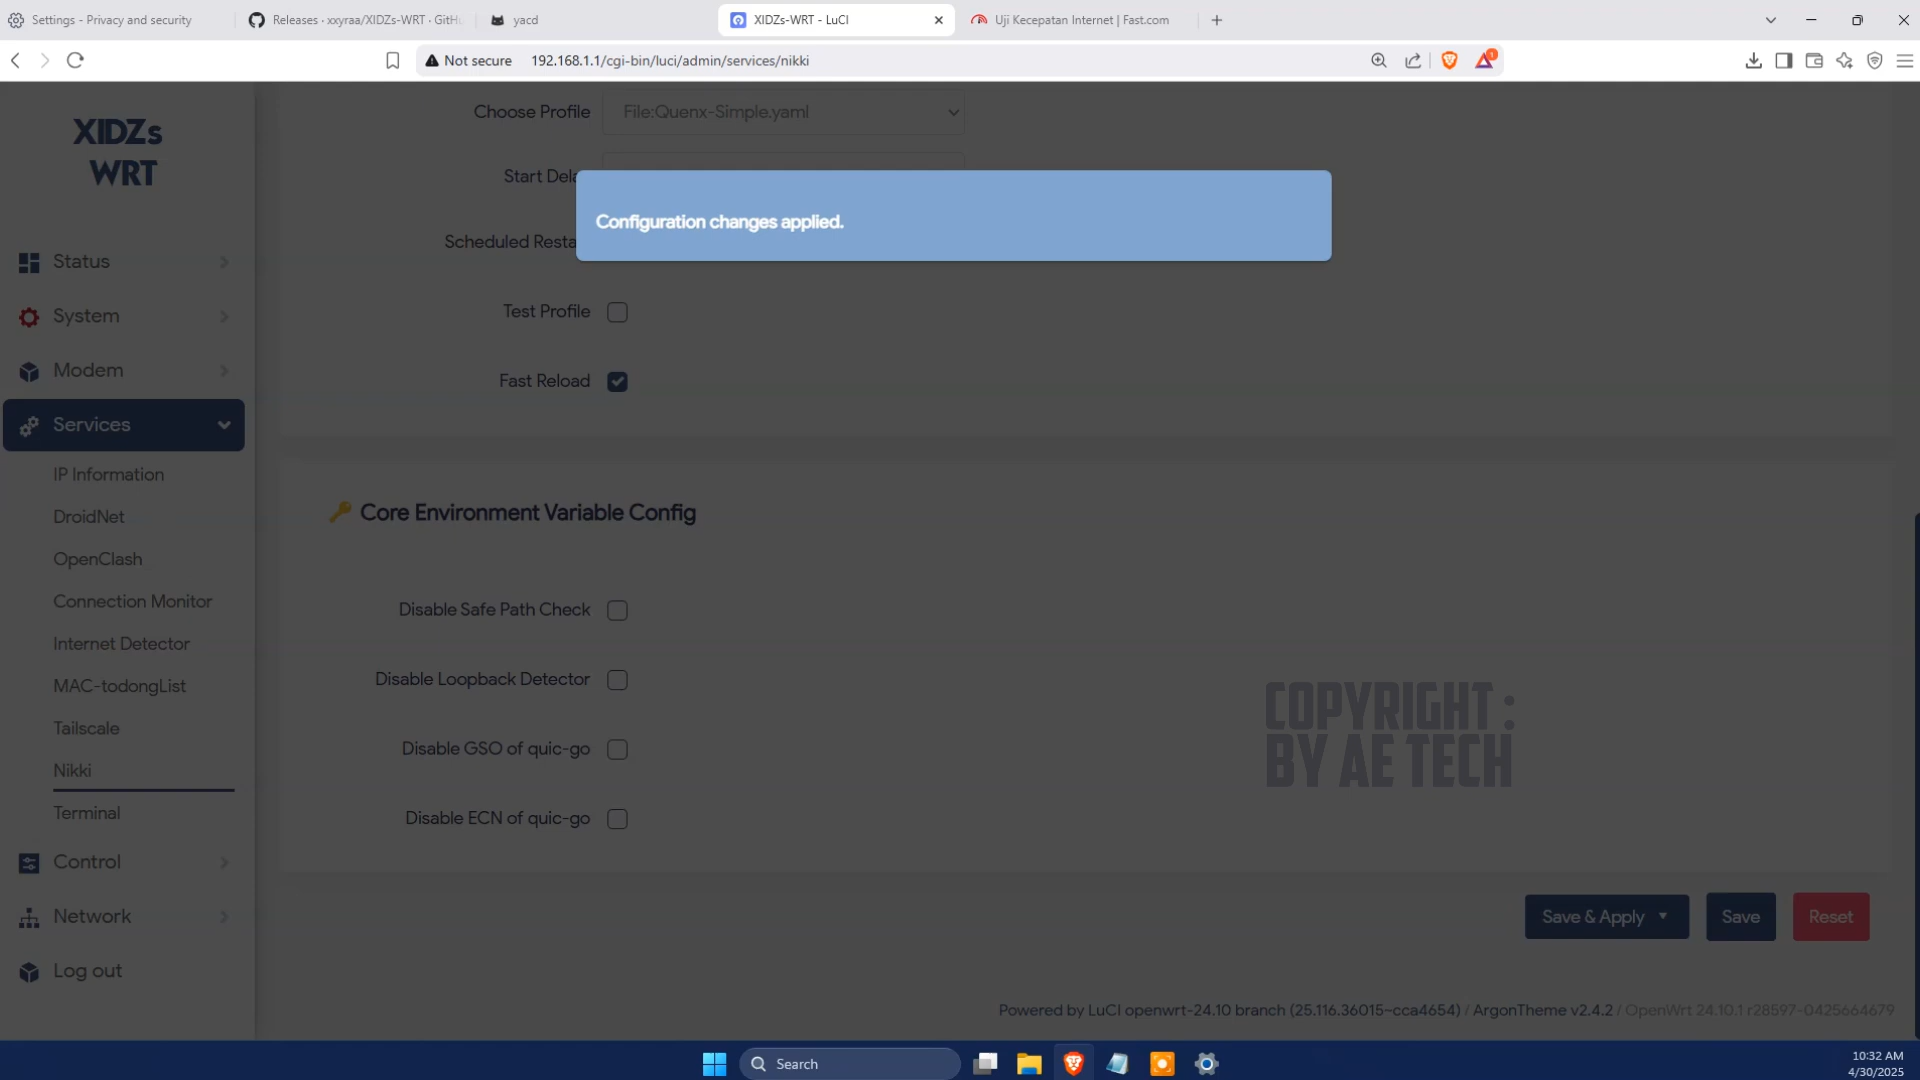 Settings - Privacy and security
Releases · xxyraa/XIDZs-WRT · GitHu
yacd
XIDZs-WRT - LuCI
Uji Kecepatan Internet | Fast.com
Not secure
192.168.1.1/cgi-bin/luci/admin/services/nikki
1
XIDZs
WRT
Status
System
Modem
Services
IP Information
DroidNet
OpenClash
Connection Monitor
Internet Detector
MAC-todongList
Tailscale
Nikki
Terminal
Control
Network
Log out
Choose Profile
File:Quenx-Simple.yaml
Start Dela
Configuration changes applied.
Scheduled Resta
Test Profile
Fast Reload
Core Environment Variable Config
Disable Safe Path Check
Disable Loopback Detector
Disable GSO of quic-go
Disable ECN of quic-go
COPYRIGHT :
BY AE TECH
Save & Apply
Save
Reset
Powered by LuCI openwrt-24.10 branch (25.116.36015~cca4654) / ArgonTheme v2.4.2 / OpenWrt 24.10.1 r28597-0425664679
Search
10:32 AM
4/30/2025